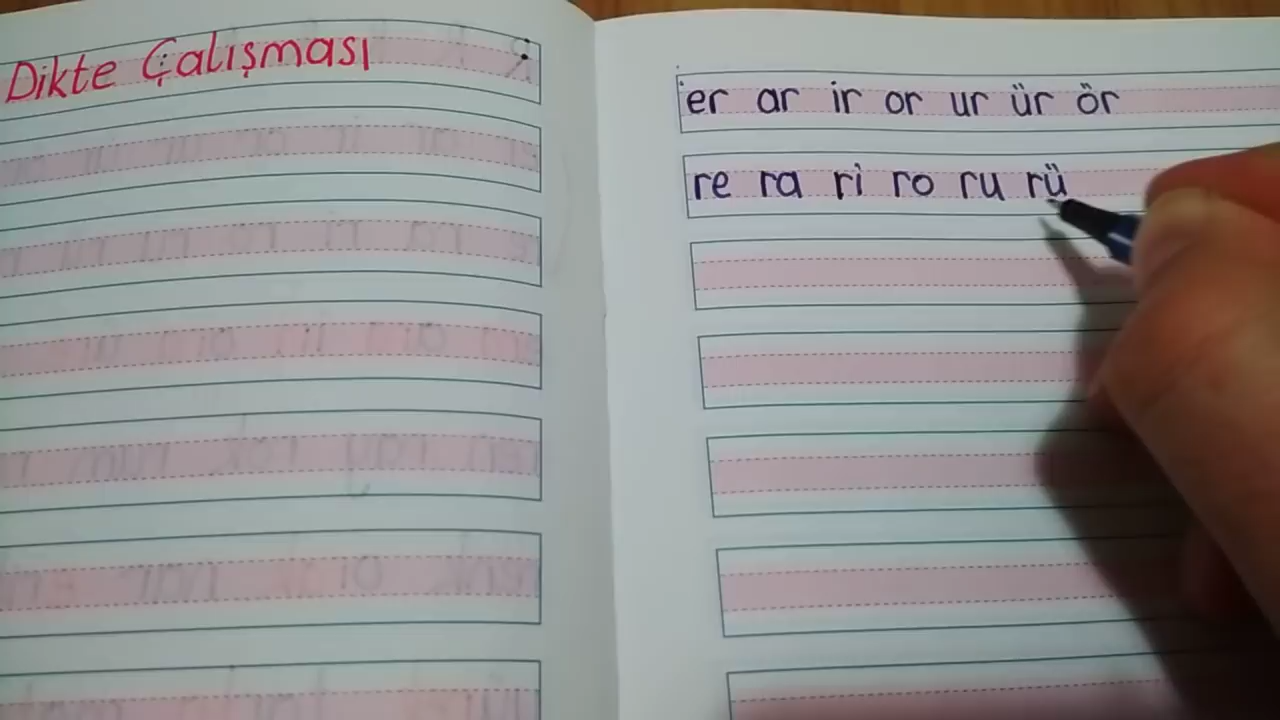 Dikte Çalışması
er ar ir or ur ür ör
re ra ri ro ru rü